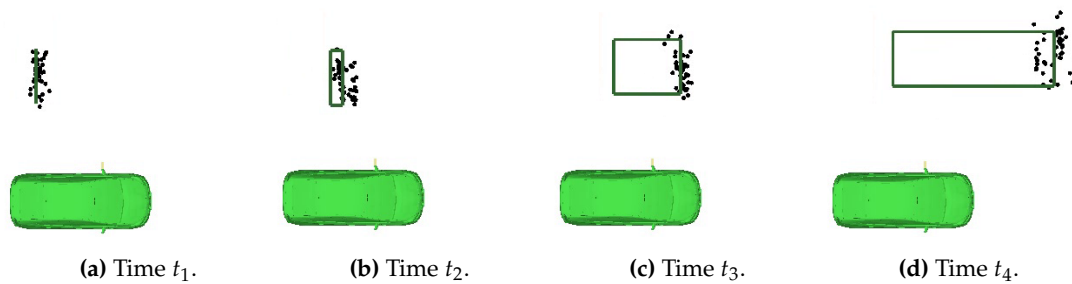 (a) Time t₁.
(b) Time t₂.
(c) Time t₃.
(d) Time t₄.